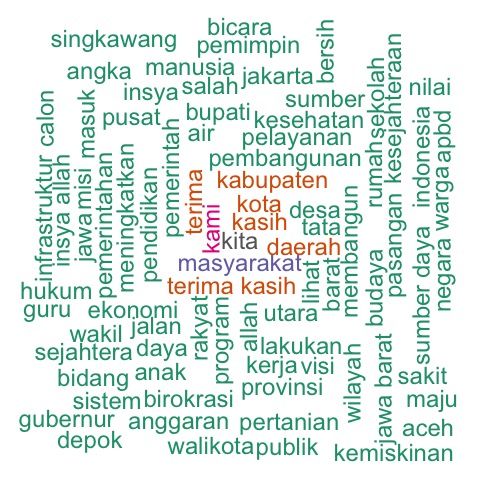 bicara
singkawang
pemimpin
bersih
angka
manusia
jakarta
sekolah
kesejahteraan
nilai
insya
salah
sumber
calon
masuk
pusat
bupati
kesehatan
air
pelayanan
indonesia
apbd
pemerintah
pembangunan
rumah
warga
infrastruktur
insya allah
jawa
misi
pemerintahan
meningkatkan
pendidikan
terima
kabupaten
kota
kami
kasih
desa
tata
membangun
pasangan
kita
daerah
masyarakat
lihat
barat
budaya
sumber daya
negara
terima kasih
hukum
guru
ekonomi
rakyat
program
allah
utara
wakil
jalan
lakukan
sejahtera
daya
kerja
visi
wilayah
jawa barat
bidang
anak
provinsi
sakit
sistem
birokrasi
maju
gubernur
anggaran
pertanian
aceh
depok
walikota
publik
kemiskinan